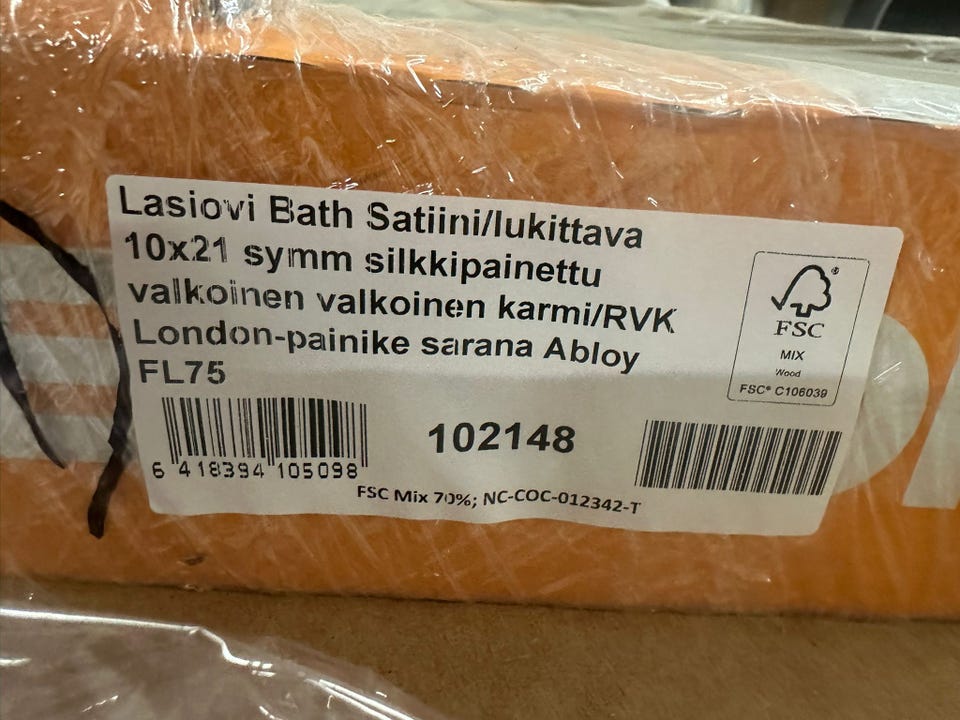 Lasiovi Bath Satiini/lukittava
10x21 symm silkkipainettu
valkoinen valkoinen karmi/RVK
London-painike sarana Abloy
FL75
®
FSC
MIX
Wood
FSC® C106039
102148
6 418394 105098
FSC Mix 70%; NC-COC-012342-T